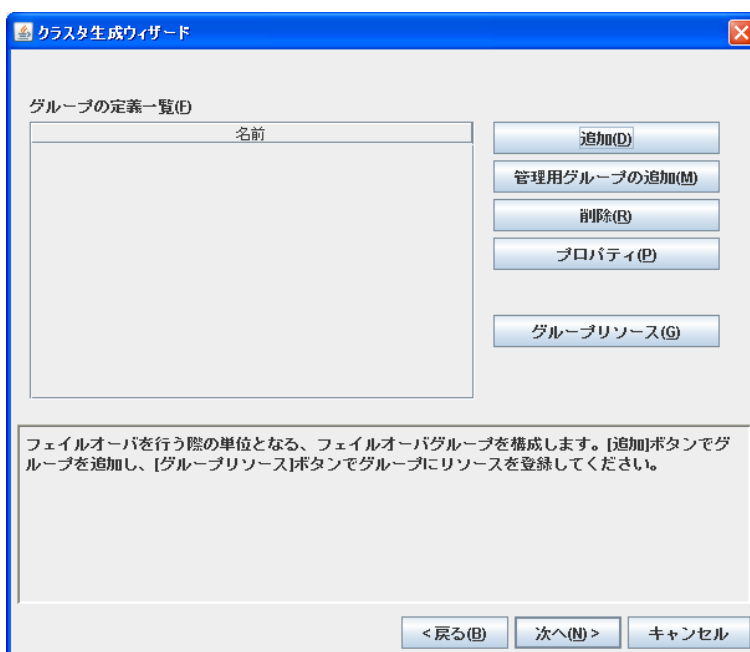 クラスタ生成ウィザード
グループの定義一覧(F)
名前
追加(D)
管理用グループの追加(M)
削除(R)
プロパティ(P)
グループリソース(G)
フェイルオーバを行う際の単位となる、フェイルオーバグループを構成します。[追加]ボタンでグ
ループを追加し、[グループリソース]ボタンでグループにリソースを登録してください。
<戻る(B)
次へ(N)>
キャンセル